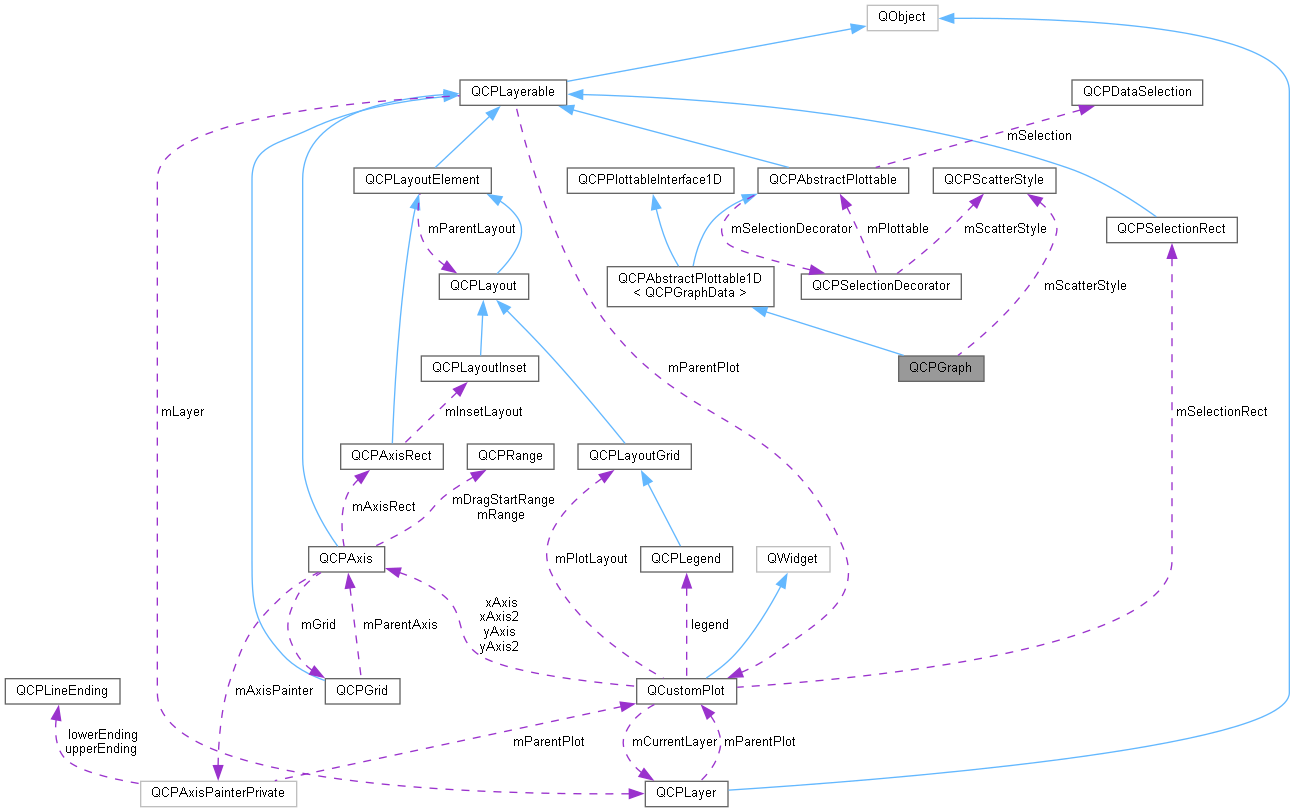 QObject
QCPLayerable
QCPDataSelection
mSelection
QCPLayoutElement
QCPPlottableInterface1D
QCPAbstractPlottable
QCPScatterStyle
mParentLayout
mSelectionDecorator
mPlottable
mScatterStyle
QCPSelectionRect
QCPLayout
QCPAbstractPlottable1D
< QCPGraphData >
QCPSelectionDecorator
mScatterStyle
QCPLayoutInset
mParentPlot
QCPGraph
mLayer
mInsetLayout
mSelectionRect
QCPAxisRect
QCPRange
QCPLayoutGrid
mAxisRect
mDragStartRange
mRange
QCPAxis
mPlotLayout
QCPLegend
QWidget
mGrid
mParentAxis
xAxis
xAxis2
yAxis
yAxis2
legend
QCPLineEnding
mAxisPainter
QCPGrid
QCustomPlot
lowerEnding
upperEnding
mParentPlot
mCurrentLayer
mParentPlot
QCPAxisPainterPrivate
QCPLayer